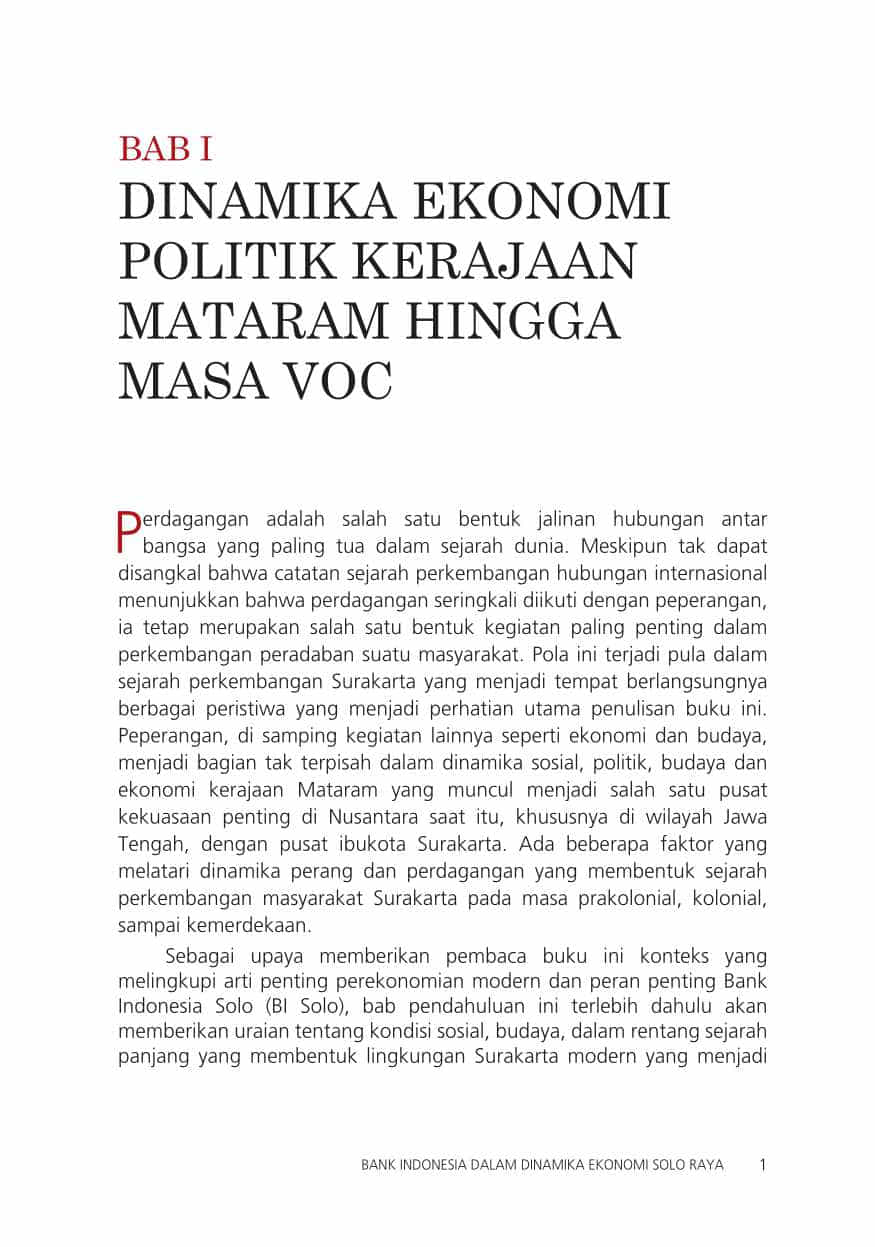 BAB I
DINAMIKA EKONOMI
POLITIK KERAJAAN
MATARAM HINGGA
MASA VOC
Perdagangan adalah salah satu bentuk jalinan hubungan antar
bangsa yang paling tua dalam sejarah dunia. Meskipun tak dapat
disangkal bahwa catatan sejarah perkembangan hubungan internasional
menunjukkan bahwa perdagangan seringkali diikuti dengan peperangan,
ia tetap merupakan salah satu bentuk kegiatan paling penting dalam
perkembangan peradaban suatu masyarakat. Pola ini terjadi pula dalam
sejarah perkembangan Surakarta yang menjadi tempat berlangsungnya
berbagai peristiwa yang menjadi perhatian utama penulisan buku ini.
Peperangan, di samping kegiatan lainnya seperti ekonomi dan budaya,
menjadi bagian tak terpisah dalam dinamika sosial, politik, budaya dan
ekonomi kerajaan Mataram yang muncul menjadi salah satu pusat
kekuasaan penting di Nusantara saat itu, khususnya di wilayah Jawa
Tengah, dengan pusat ibukota Surakarta. Ada beberapa faktor yang
melatari dinamika perang dan perdagangan yang membentuk sejarah
perkembangan masyarakat Surakarta pada masa prakolonial, kolonial,
sampai kemerdekaan.
Sebagai upaya memberikan pembaca buku ini konteks yang
melingkupi arti penting perekonomian modern dan peran penting Bank
Indonesia Solo (BI Solo), bab pendahuluan ini terlebih dahulu akan
memberikan uraian tentang kondisi sosial, budaya, dalam rentang sejarah
panjang yang membentuk lingkungan Surakarta modern yang menjadi
BANK INDONESIA DALAM DINAMIKA EKONOMI SOLO RAYA 1